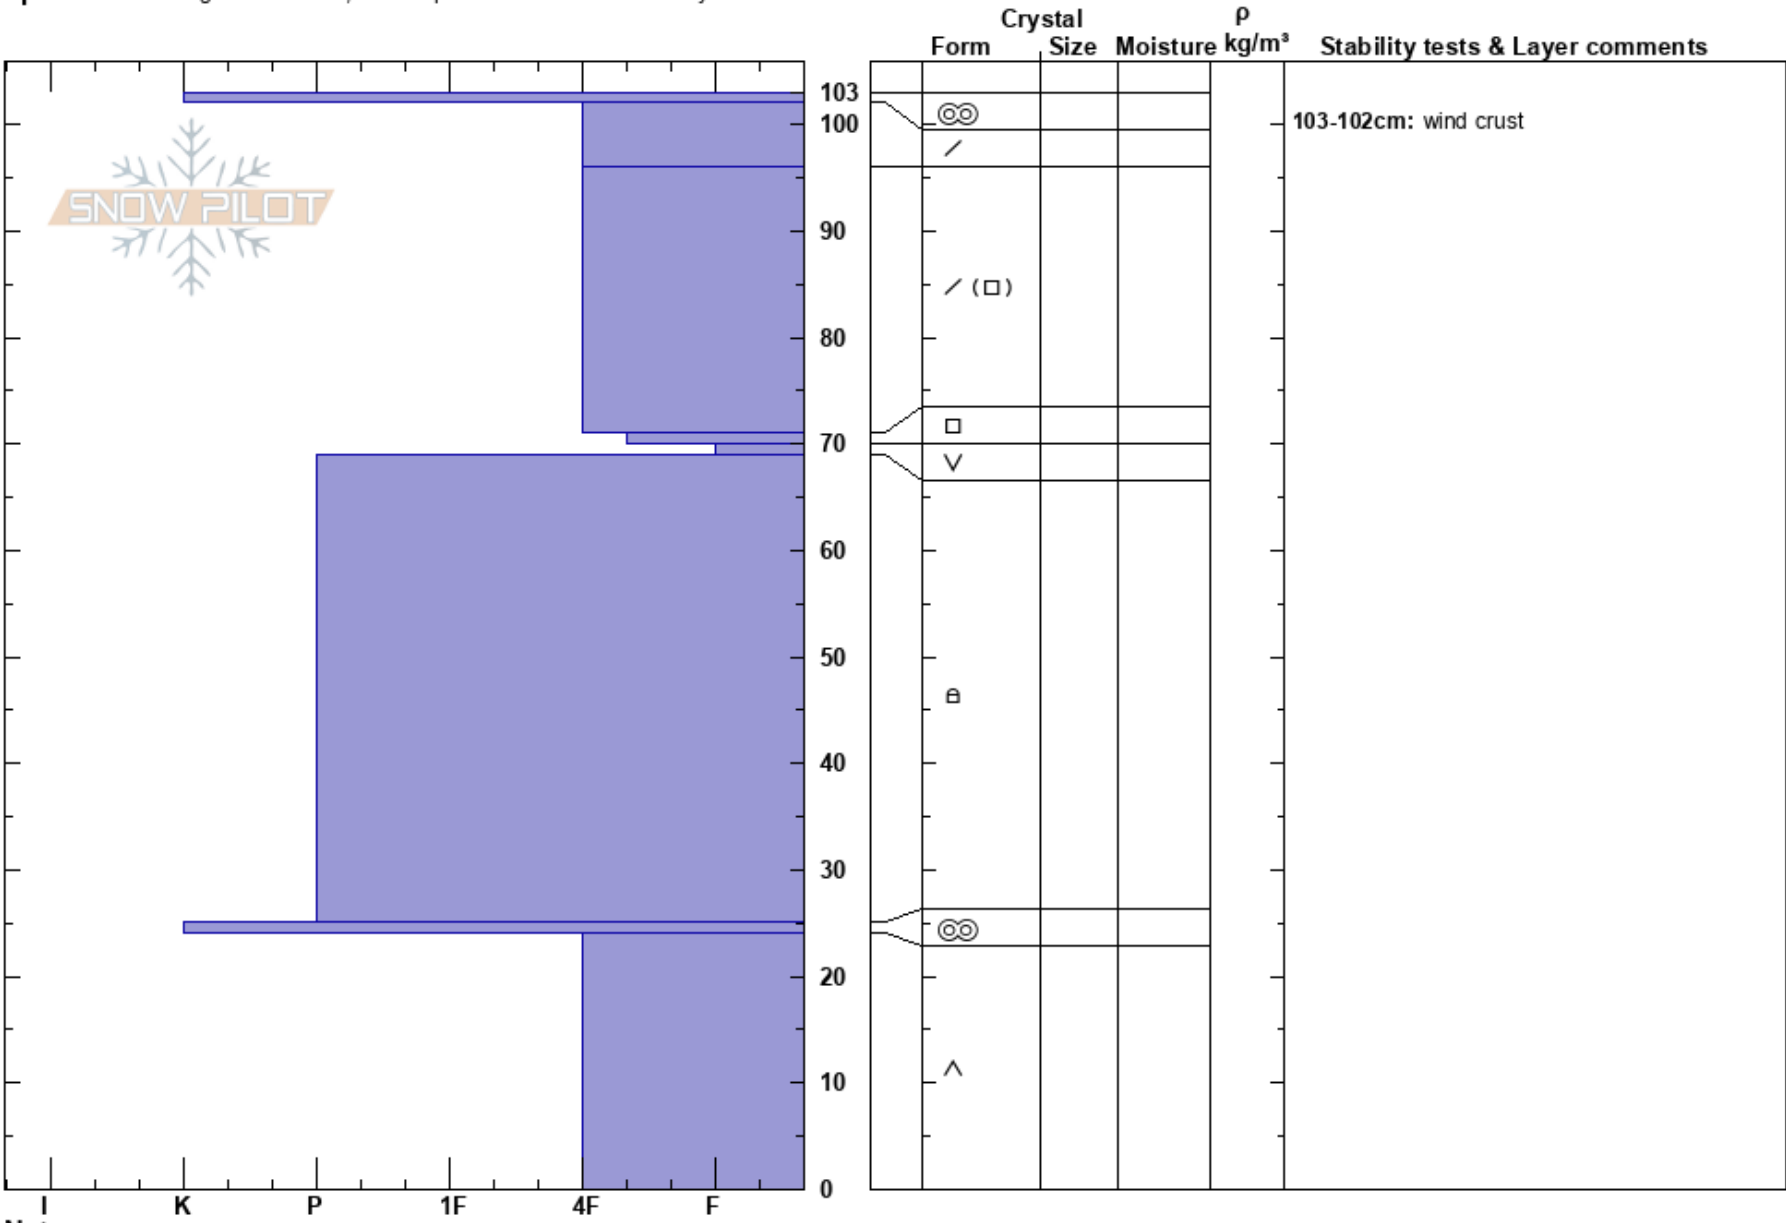 Crystal
ρ
Form Size Moisture kg/m³ Stability tests & Layer comments
103
100
103-102cm: wind crust
SNOW PILOT
90
80
70
60
50
40
30
20
10
0
I K P 1F 4F F